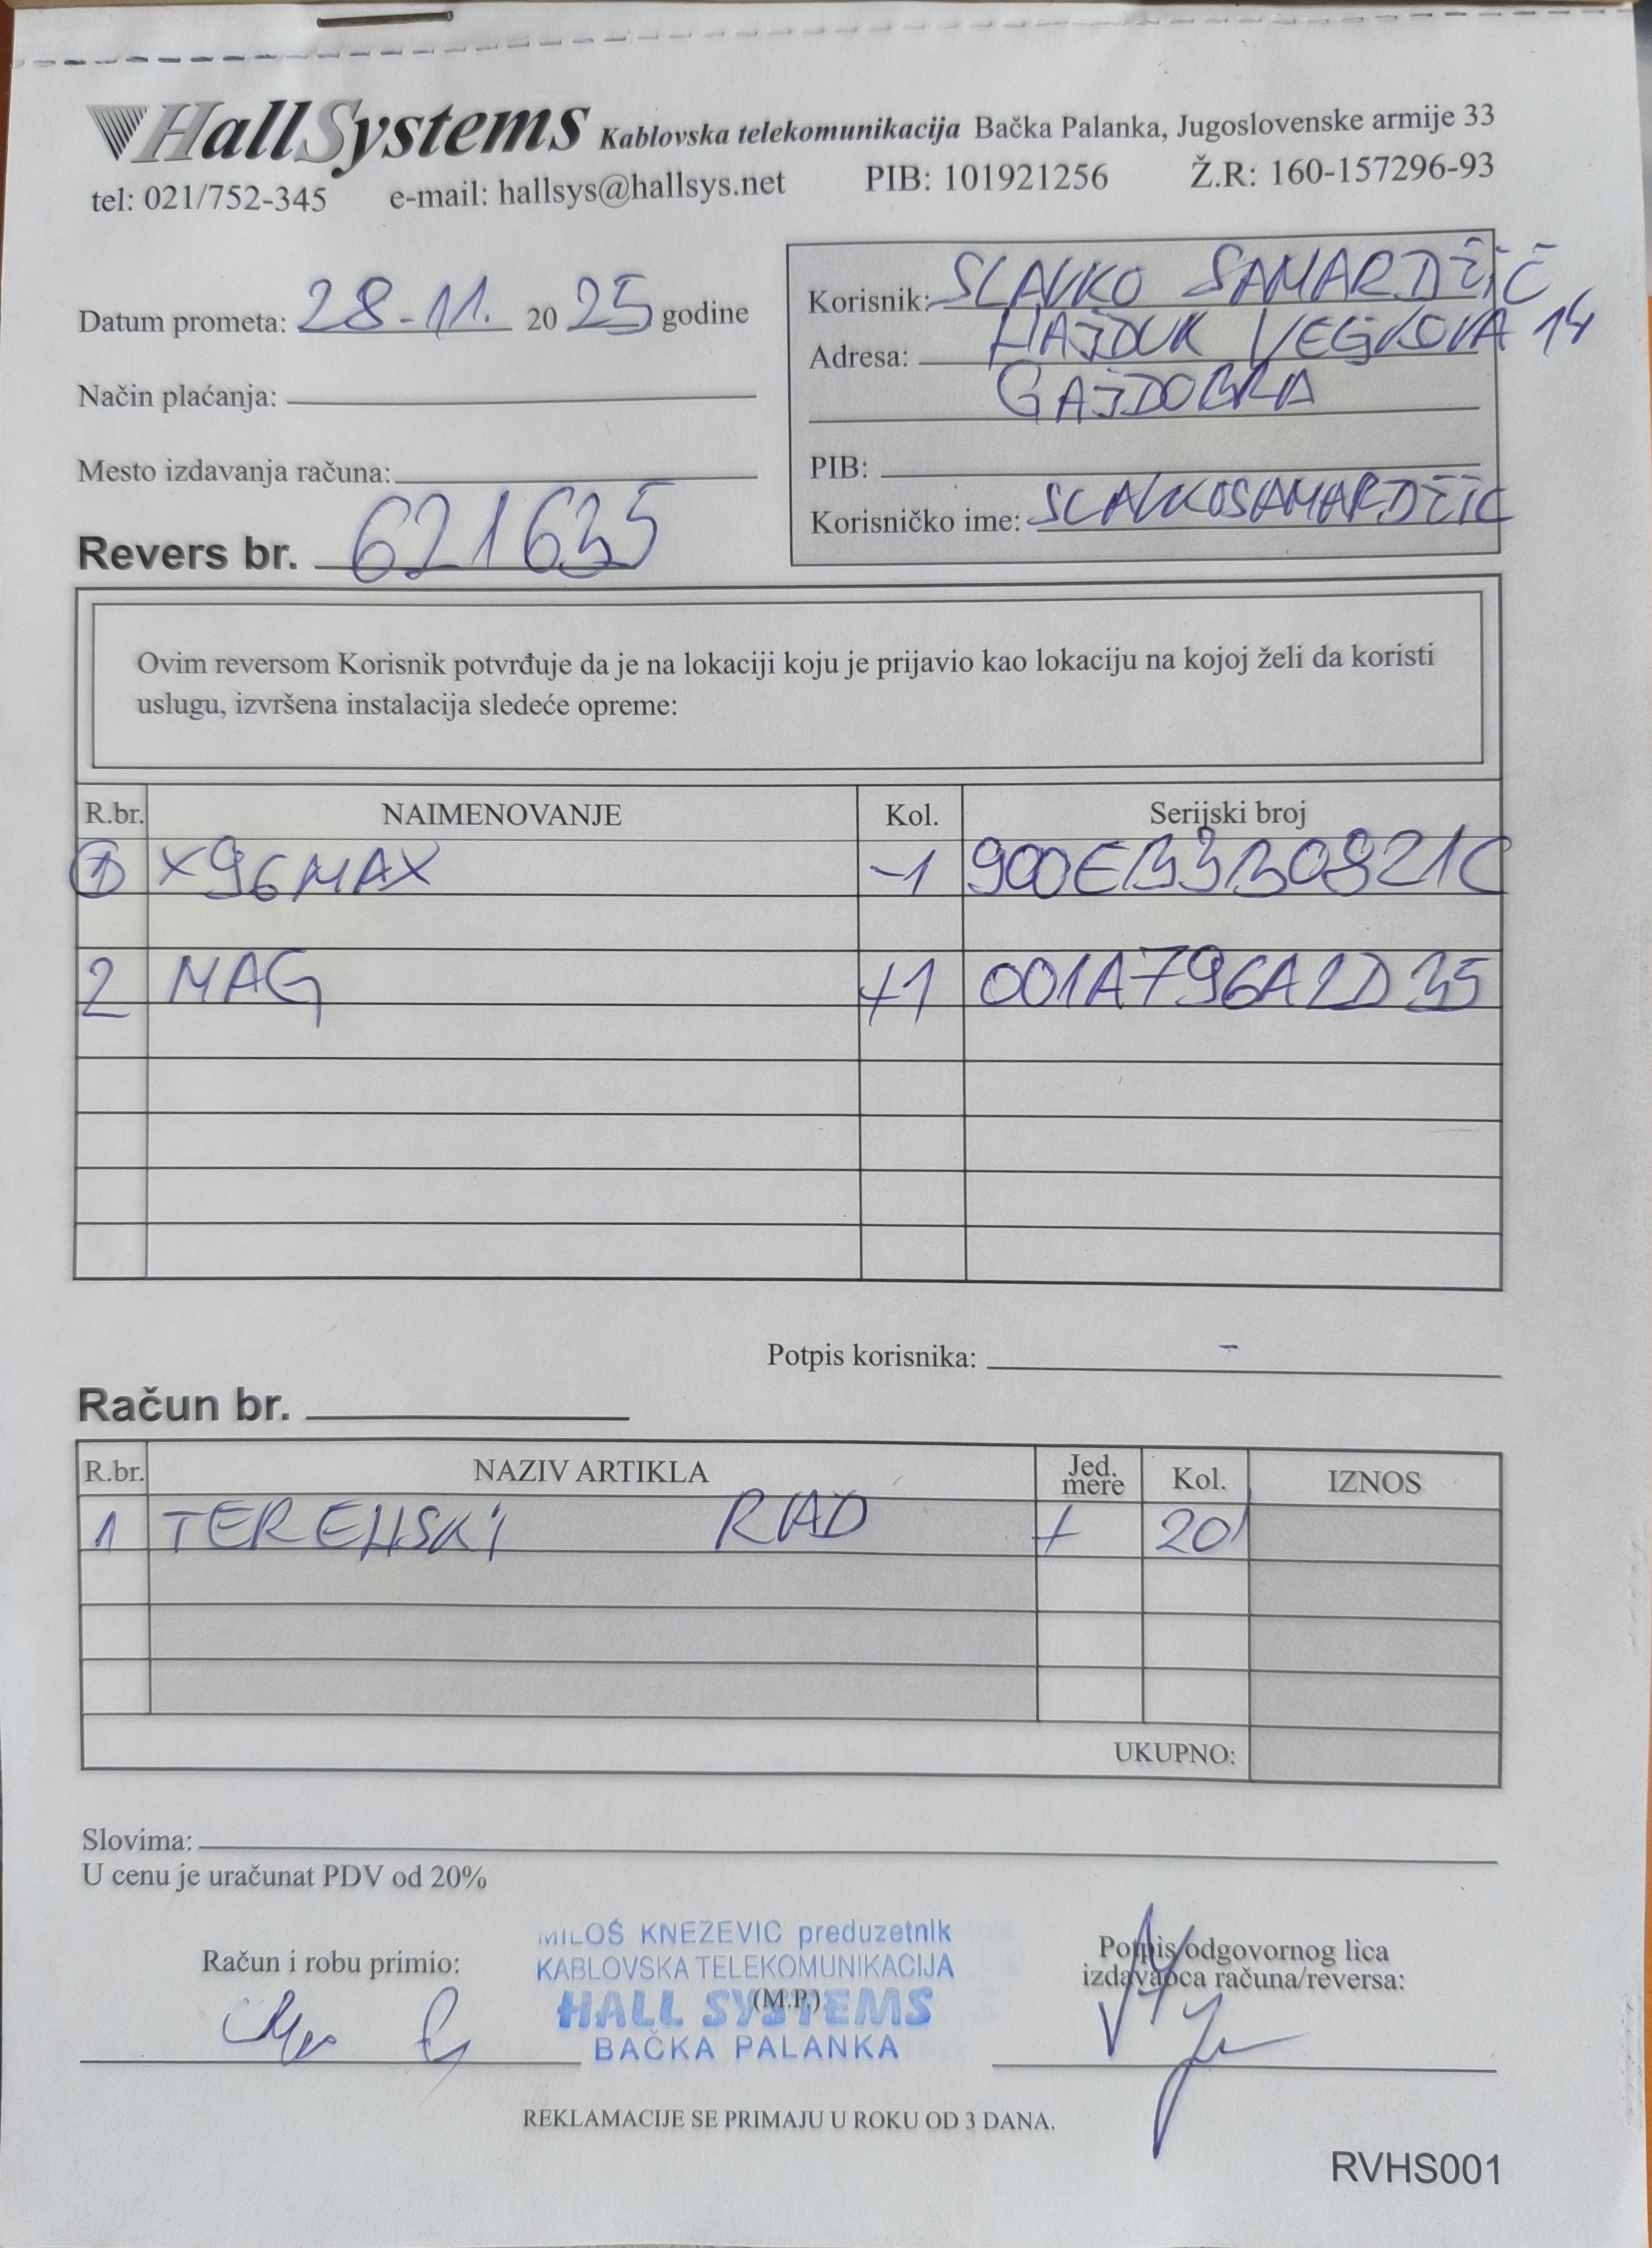 HallSystems Kablovska telekomunikacija Bačka Palanka, Jugoslovenske armije 33
tel: 021/752-345 e-mail: hallsys@hallsys.net PIB: 101921256 Ž.R: 160-157296-93
Datum prometa: 28-11. 2025 godine
Način plaćanja:
Mesto izdavanja računa:
Revers br. 621635
Korisnik: SLAVKO SAMARDŽIĆ
Adresa: HAJDUK VELJKOVA 14
GAJDOBRA
PIB:
Korisničko ime: SLAVKOSAMARDŽIC
Ovim reversom Korisnik potvrđuje da je na lokaciji koju je prijavio kao lokaciju na kojoj želi da koristi
uslugu, izvršena instalacija sledeće opreme:
R.br. NAIMENOVANJE Kol. Serijski broj
1 X96MAX -1 900EB3B0821C
2 MAG +1 001A796A2D35
Potpis korisnika: -
Račun br.
R.br. NAZIV ARTIKLA Jed. mere Kol. IZNOS
1 TERENSKI RAD + 20'
UKUPNO:
Slovima:
U cenu je uračunat PDV od 20%
Račun i robu primio:
MILOŠ KNEŽEVIĆ preduzetnik
KABLOVSKA TELEKOMUNIKACIJA
(M.P.)
HALL SYSTEMS
BAČKA PALANKA
Potpis odgovornog lica
izdavaoca računa/reversa:
REKLAMACIJE SE PRIMAJU U ROKU OD 3 DANA.
RVHS001